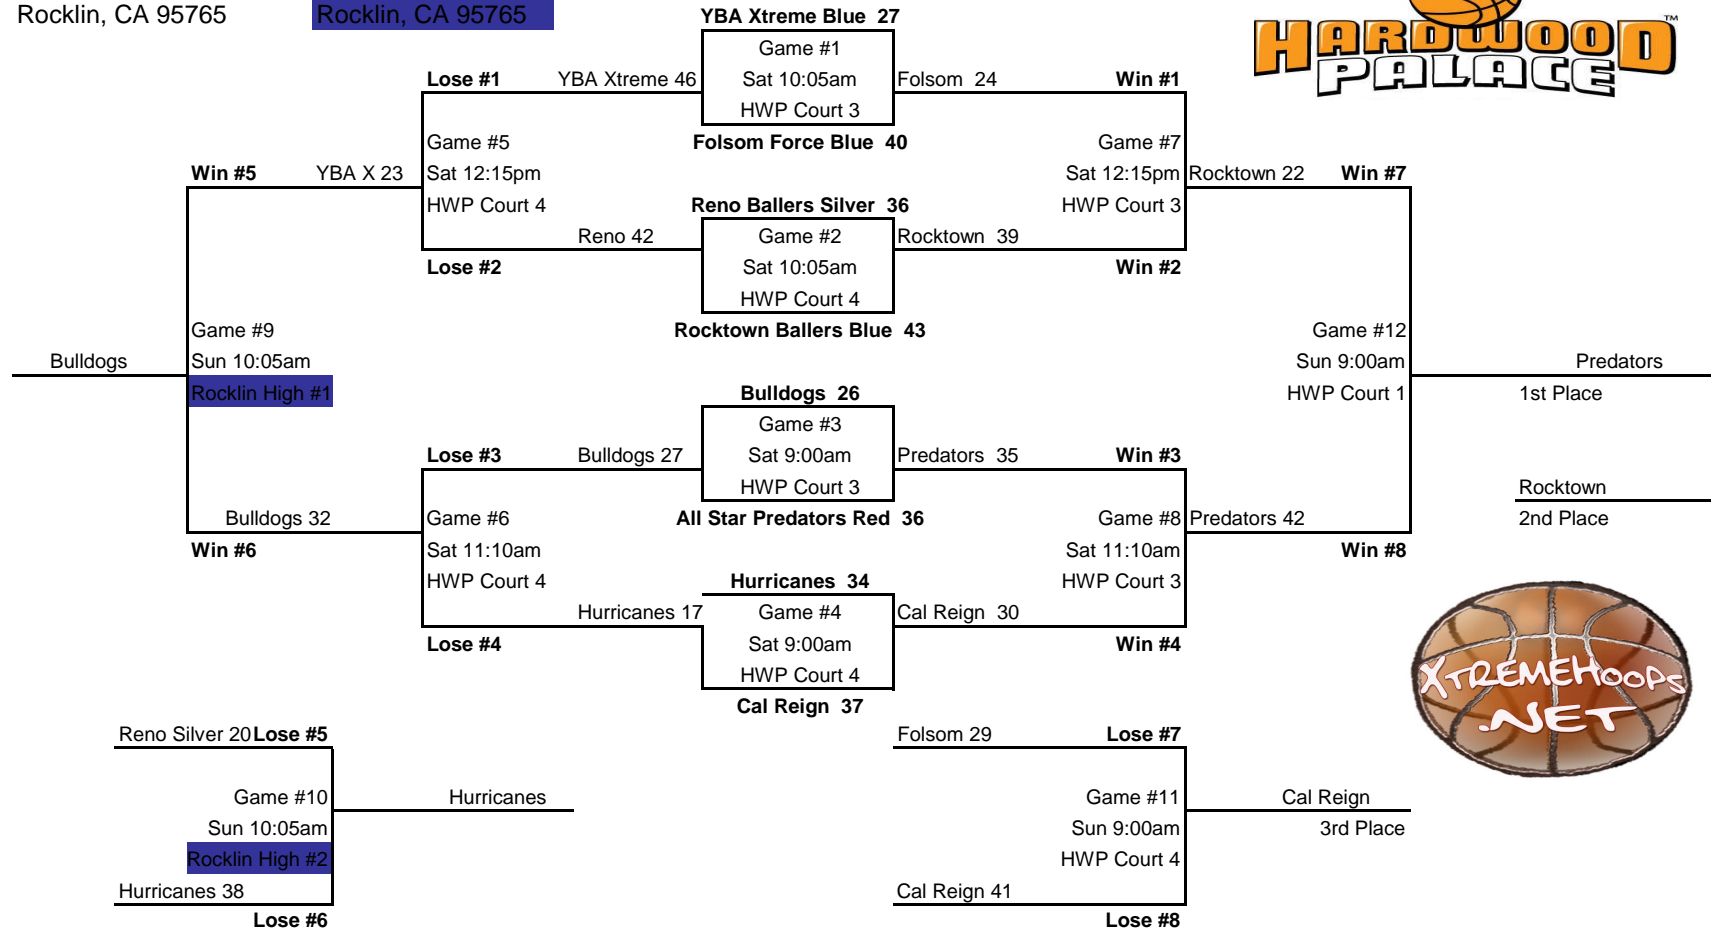 Rocklin, CA 95765
Rocklin, CA 95765
YBA Xtreme Blue 27
HARDWOOD
PALACE
TM
Game #1
Sat 10:05am
HWP Court 3
Lose #1
YBA Xtreme 46
Folsom 24
Win #1
Folsom Force Blue 40
Game #5
Sat 12:15pm
HWP Court 4
Game #7
Sat 12:15pm
HWP Court 3
Win #5
YBA X 23
Rocktown 22
Win #7
Reno Ballers Silver 36
Game #2
Sat 10:05am
HWP Court 4
Reno 42
Rocktown 39
Lose #2
Win #2
Rocktown Ballers Blue 43
Game #9
Sun 10:05am
Rocklin High #1
Bulldogs
Game #12
Sun 9:00am
HWP Court 1
Predators
1st Place
Bulldogs 26
Game #3
Sat 9:00am
HWP Court 3
Lose #3
Bulldogs 27
Predators 35
Win #3
Rocktown
2nd Place
All Star Predators Red 36
Bulldogs 32
Win #6
Game #6
Sat 11:10am
HWP Court 4
Game #8
Sat 11:10am
HWP Court 3
Predators 42
Win #8
Hurricanes 34
Game #4
Sat 9:00am
HWP Court 4
Hurricanes 17
Cal Reign 30
Lose #4
Win #4
Cal Reign 37
XTREMEHOOPS
.NET
Reno Silver 20
Lose #5
Game #10
Sun 10:05am
Rocklin High #2
Hurricanes
Hurricanes 38
Lose #6
Folsom 29
Lose #7
Game #11
Sun 9:00am
HWP Court 4
Cal Reign
3rd Place
Cal Reign 41
Lose #8